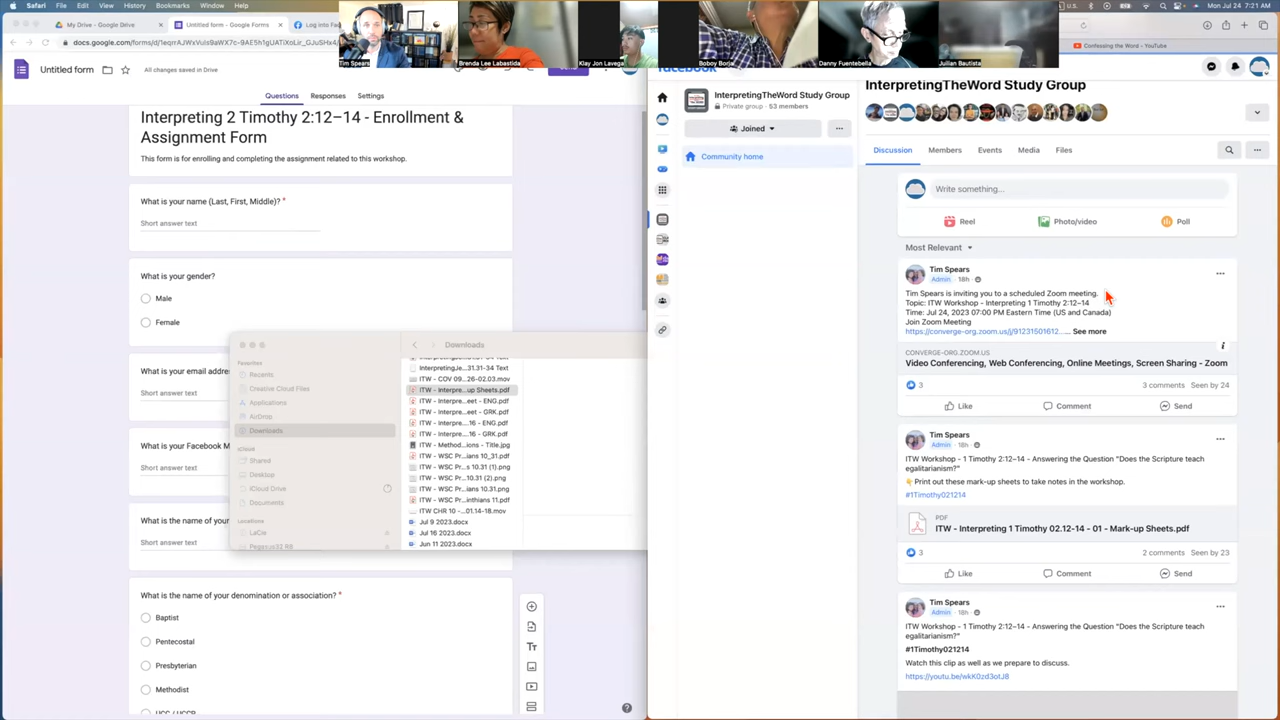 Safari File Edit View History Bookmarks Window Help
U.S.
Mon Jul 24 7:21 AM
My Drive - Google Drive
Untitled form - Google Forms
Log into Fac
Confessing the Word - YouTube
Tim Spears
Brenda Lee Labastida
Klay Jon Lavega
Boboy Borja
Danny Fuentebella
Julian Bautista
Untitled form
All changes saved in Drive
Questions
Responses
Settings
Interpreting 2 Timothy 2:12–14 - Enrollment &
Assignment Form
This form is for enrolling and completing the assignment related to this workshop.
What is your name (Last, First, Middle)? *
Short answer text
What is your gender?
Male
Female
What is your email addres
Short answer text
What is your Facebook M
Short answer text
What is the name of your
Short answer text
What is the name of your denomination or association? *
Baptist
Pentecostal
Presbyterian
Methodist
UCC / UCCP
Downloads
Favorites
Recents
Creative Cloud Files
Applications
AirDrop
Downloads
iCloud
Shared
Desktop
iCloud Drive
Documents
Locations
LaCie
Pegasus32 R6
InterpretingJe...31.31-34 Text
ITW - COV 09...26-02.03.mov
ITW - Interpre...up Sheets.pdf
ITW - Interpre...eet - ENG.pdf
ITW - Interpre...eet - GRK.pdf
ITW - Interpre....16 - ENG.pdf
ITW - Interpre....16 - GRK.pdf
ITW - Method...ions - Title.jpg
ITW - WSC Pr...ians 10_31.pdf
ITW - WSC Pr...s 10.31 (1).png
ITW - WSC Pr...10.31 (2).png
ITW - WSC Pr...ians 10.31.png
ITW - WSC Pr...inthians 11.pdf
ITW CHR 10 -...01.14-18.mov
Jul 9 2023.docx
Jul 16 2023.docx
Jun 11 2023.docx
facebook
InterpretingTheWord Study Group
Private group · 53 members
Joined
Community home
InterpretingTheWord Study Group
Discussion
Members
Events
Media
Files
Write something...
Reel
Photo/video
Poll
Most Relevant
Tim Spears
Admin · 18h ·
Tim Spears is inviting you to a scheduled Zoom meeting.
Topic: ITW Workshop - Interpreting 1 Timothy 2:12–14
Time: Jul 24, 2023 07:00 PM Eastern Time (US and Canada)
Join Zoom Meeting
https://converge-org.zoom.us/j/91231501612... See more
CONVERGE-ORG.ZOOM.US
Video Conferencing, Web Conferencing, Online Meetings, Screen Sharing - Zoom
3
3 comments Seen by 24
Like
Comment
Send
Tim Spears
Admin · 18h ·
ITW Workshop - 1 Timothy 2:12–14 - Answering the Question "Does the Scripture teach
egalitarianism?"
👇 Print out these mark-up sheets to take notes in the workshop.
#1Timothy021214
PDF
ITW - Interpreting 1 Timothy 02.12-14 - 01 - Mark-up Sheets.pdf
3
2 comments Seen by 23
Like
Comment
Send
Tim Spears
Admin · 18h ·
ITW Workshop - 1 Timothy 2:12–14 - Answering the Question "Does the Scripture teach
egalitarianism?"
#1Timothy021214
Watch this clip as well as we prepare to discuss.
https://youtu.be/wkK0zd3otJ8